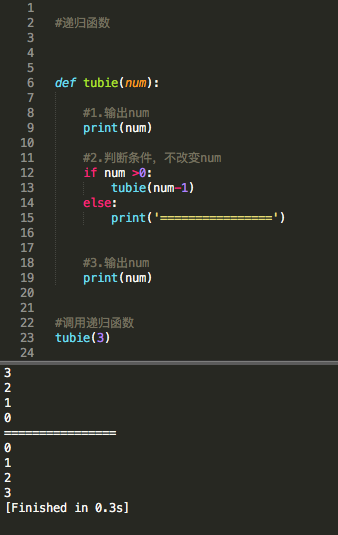 1
2 #递归函数
3
4
5
6 def tubie(num):
7
8 #1.输出num
9 print(num)
10
11 #2.判断条件，不改变num
12 if num >0:
13 tubie(num-1)
14 else:
15 print('================')
16
17
18 #3.输出num
19 print(num)
20
21
22 #调用递归函数
23 tubie(3)
24
3
2
1
0
================
0
1
2
3
[Finished in 0.3s]